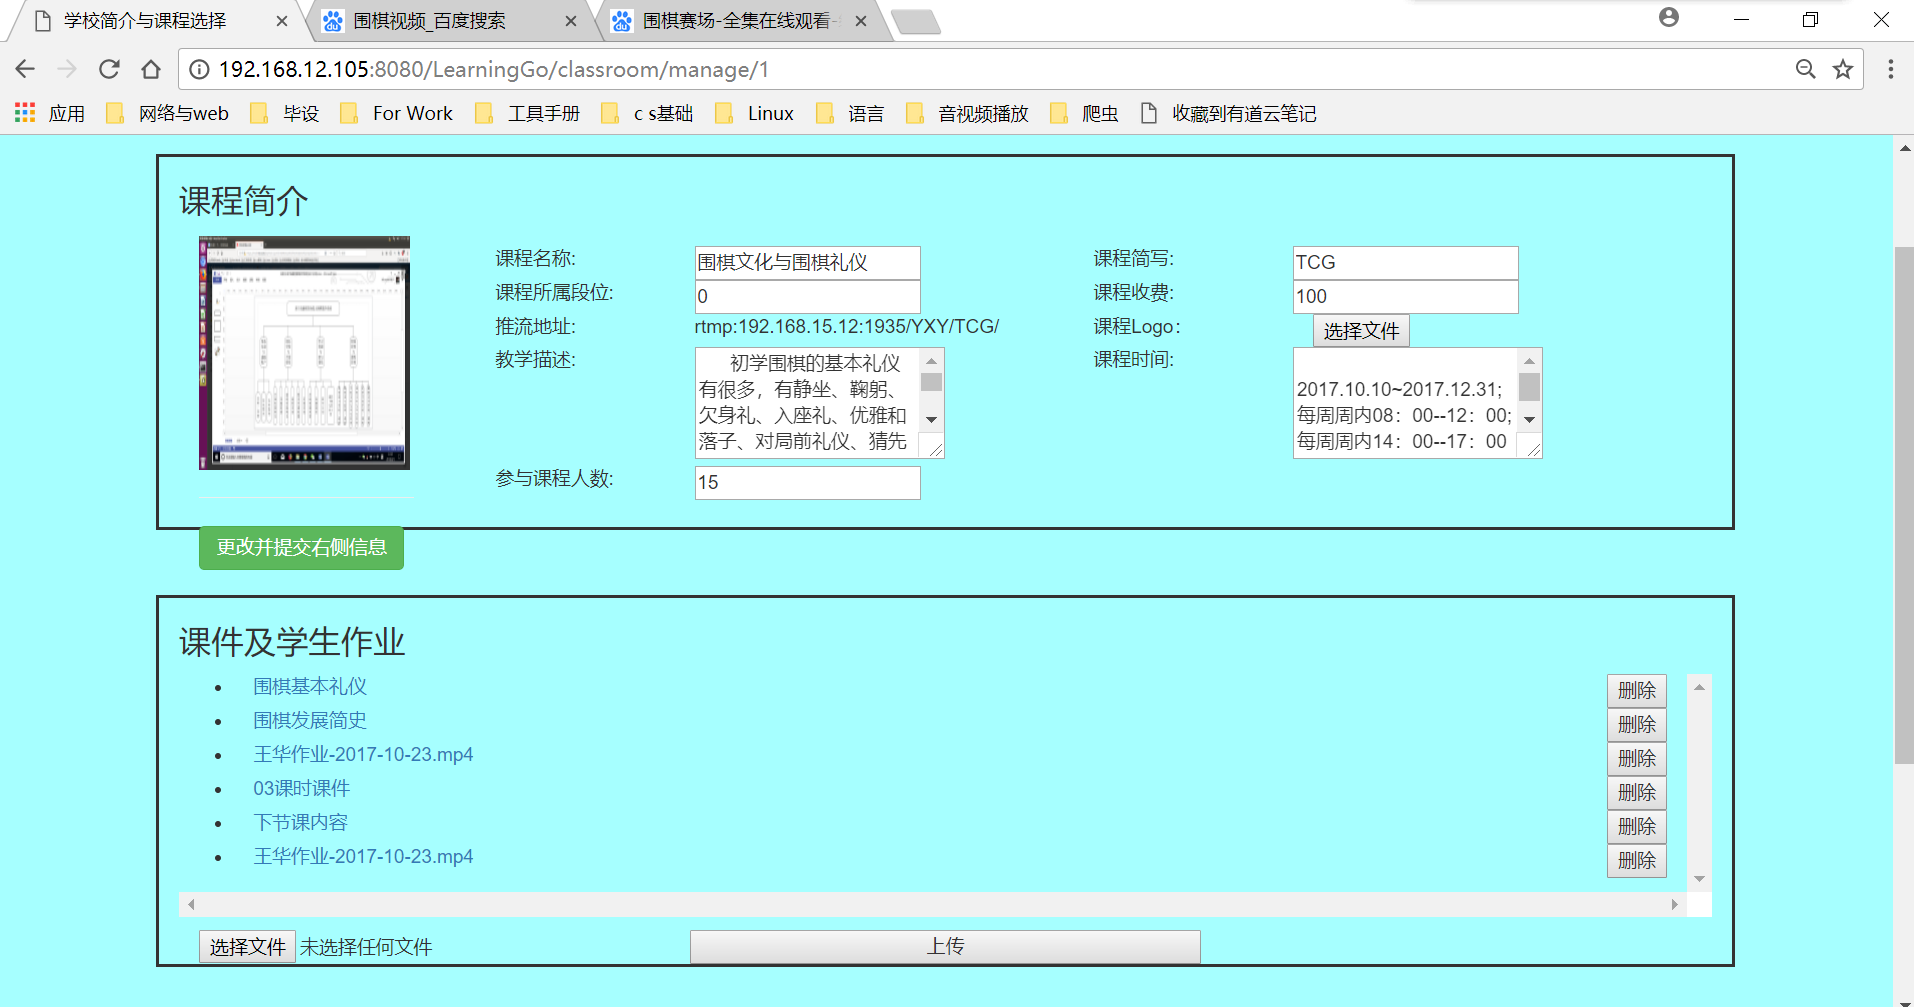 学校简介与课程选择
围棋视频_百度搜索
围棋赛场-全集在线观看-
192.168.12.105:8080/LearningGo/classroom/manage/1
应用 网络与web 毕设 For Work 工具手册 c s基础 Linux 语言 音视频播放 爬虫 收藏到有道云笔记
课程简介
课程名称: 围棋文化与围棋礼仪 课程简写: TCG
课程所属段位: 0 课程收费: 100
推流地址: rtmp:192.168.15.12:1935/YXY/TCG/ 课程Logo: 选择文件
教学描述: 初学围棋的基本礼仪
有很多，有静坐、鞠躬、
欠身礼、入座礼、优雅和
落子、对局前礼仪、猜先
课程时间:
2017.10.10~2017.12.31;
每周周内08：00--12：00;
每周周内14：00--17：00
参与课程人数: 15
更改并提交右侧信息
课件及学生作业
围棋基本礼仪 删除
围棋发展简史 删除
王华作业-2017-10-23.mp4 删除
03课时课件 删除
下节课内容 删除
王华作业-2017-10-23.mp4 删除
选择文件 未选择任何文件 上传